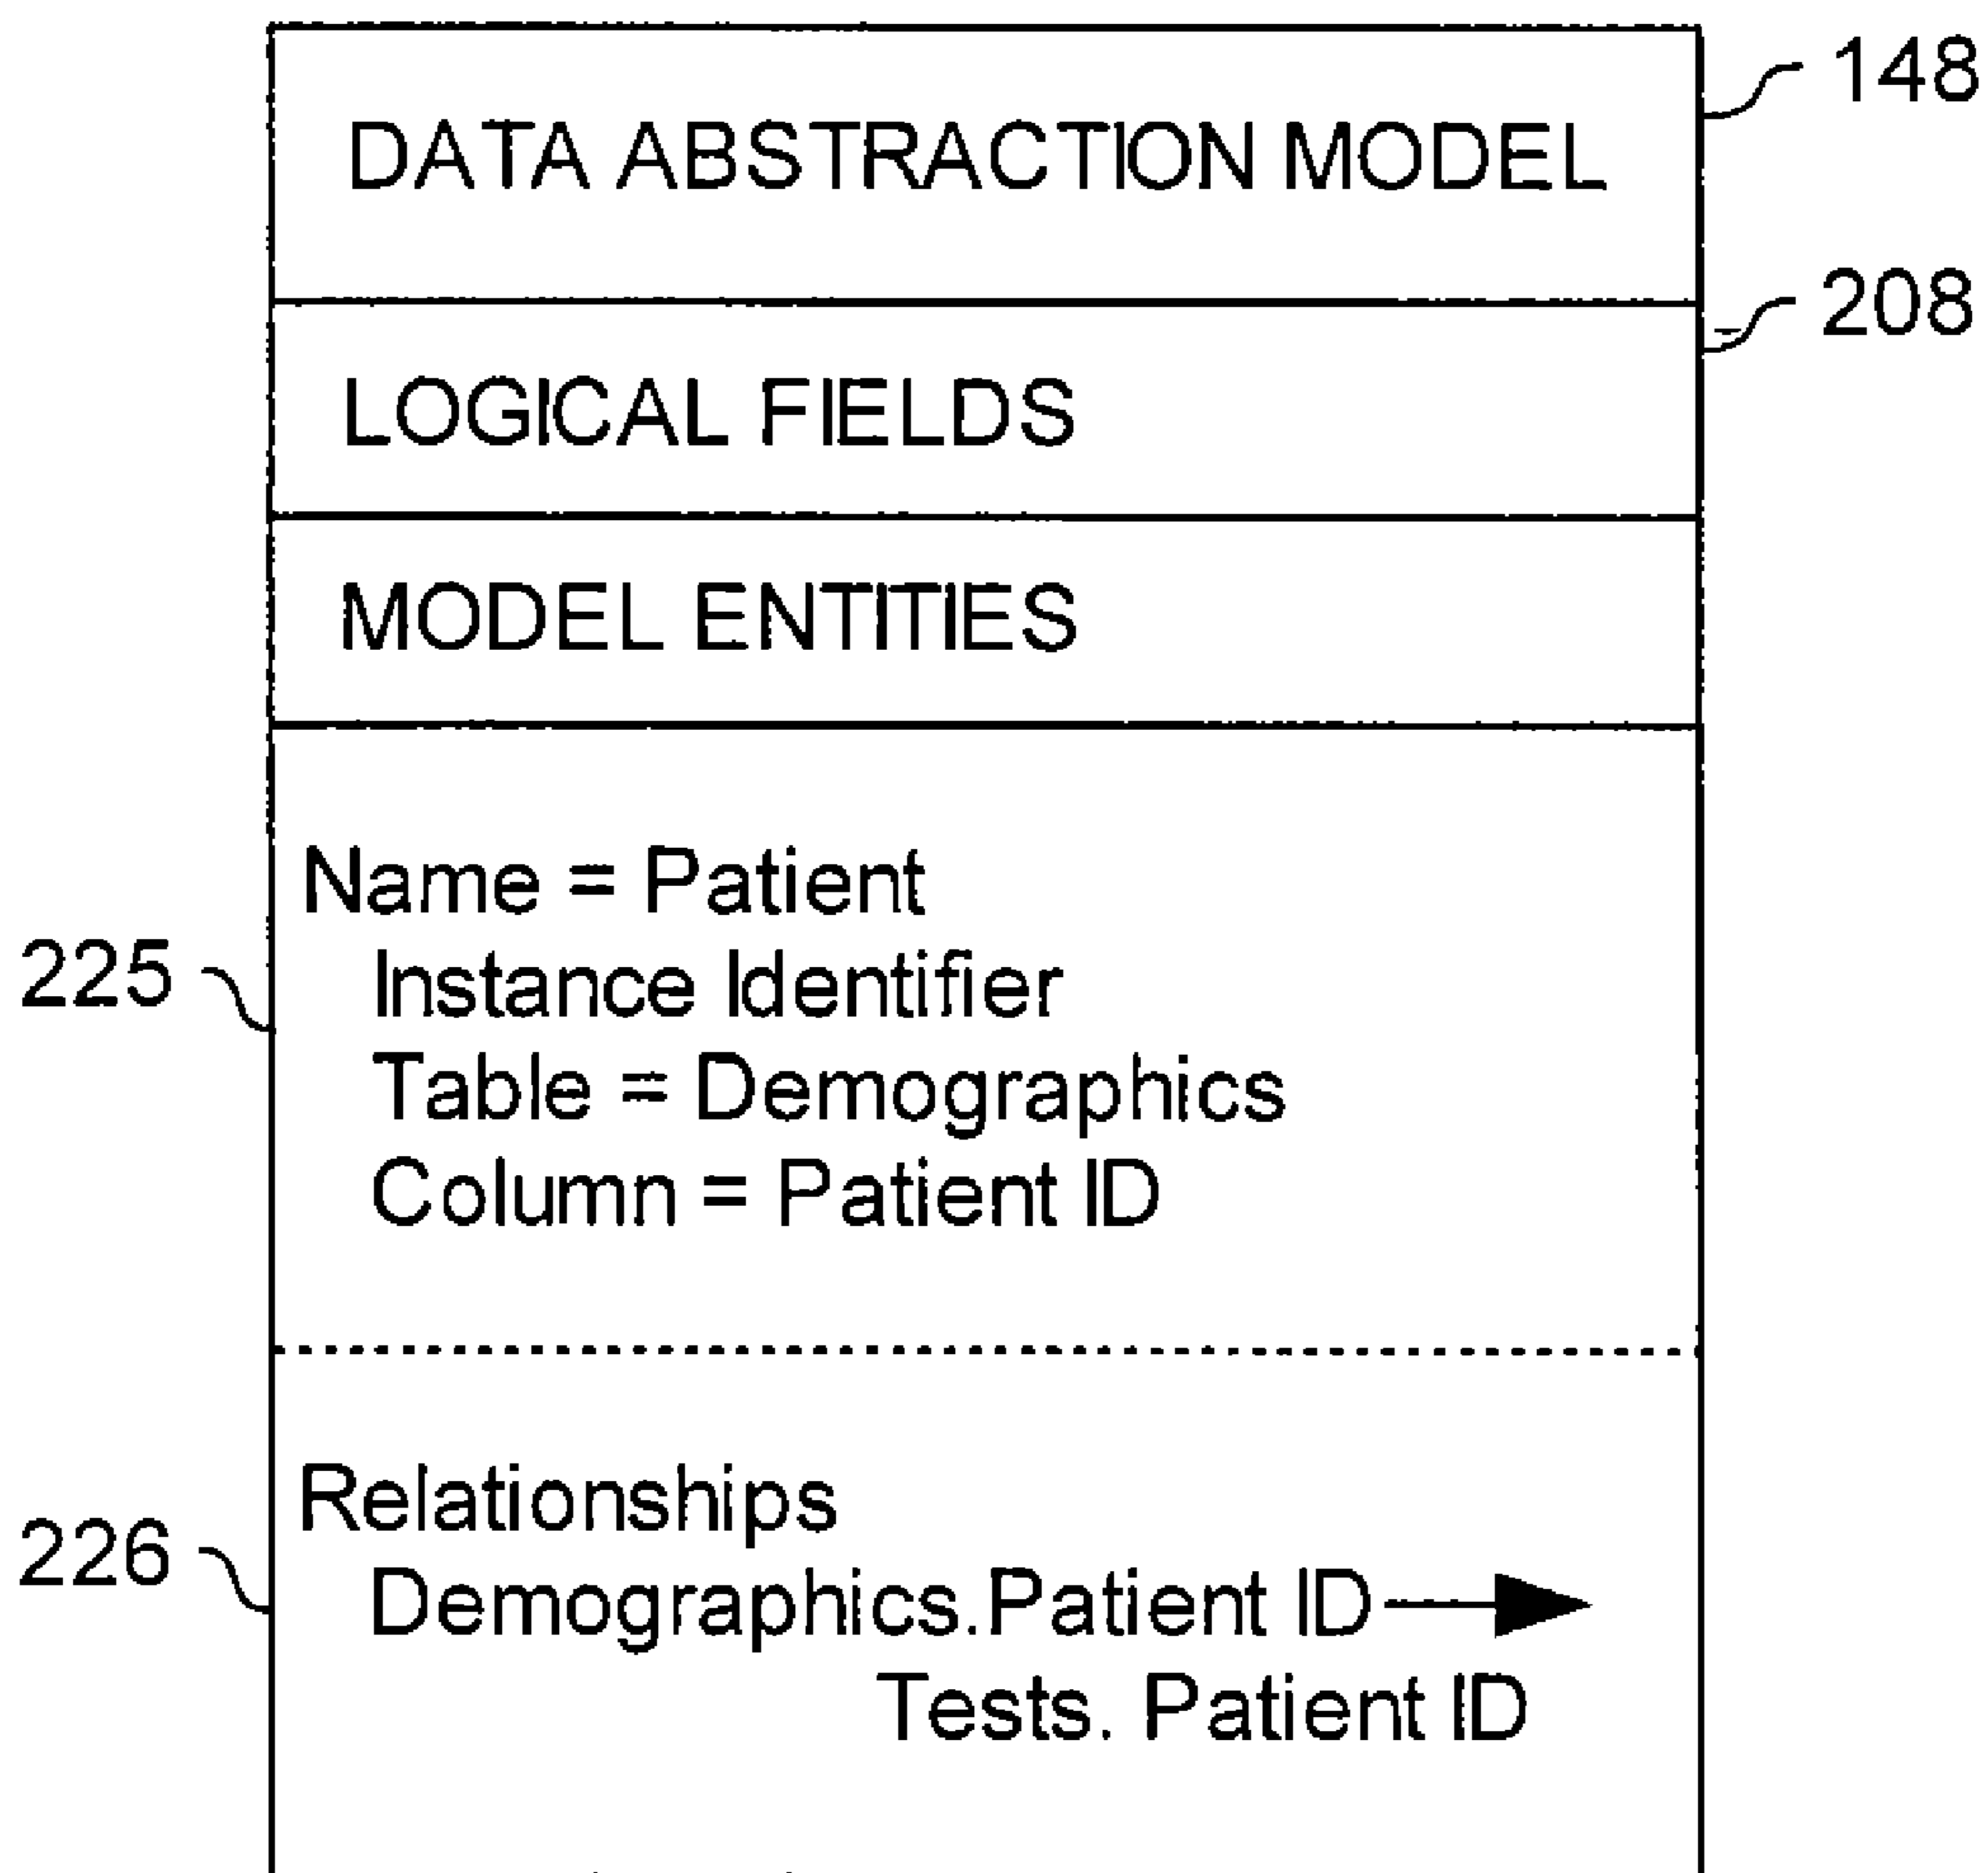 DATA ABSTRACTION MODEL
148
208
LOGICAL FIELDS
MODEL ENTITIES
Name = Patient
225
Instance Identifier
Table = Demographics
Column = Patient ID
Relationships
226
Demographics.Patient ID
Tests. Patient ID